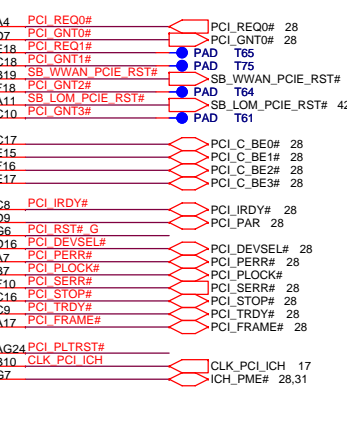 A4 PCI_REQ0# PCI_REQ0# 28
D7 PCI_GNT0# PCI_GNT0# 28
E18 PCI_REQ1# PAD T65
C18 PCI_GNT1# PAD T75
B19 SB_WWAN_PCIE_RST# SB_WWAN_PCIE_RST#
F18 PCI_GNT2# PAD T64
A11 SB_LOM_PCIE_RST# SB_LOM_PCIE_RST# 42
C10 PCI_GNT3# PAD T61
C17 PCI_C_BE0# 28
E15 PCI_C_BE1# 28
F16 PCI_C_BE2# 28
E17 PCI_C_BE3# 28
C8 PCI_IRDY# PCI_IRDY# 28
D9 PCI_PAR 28
G6 PCI_RST#_G
D16 PCI_DEVSEL# PCI_DEVSEL# 28
A7 PCI_PERR# PCI_PERR# 28
B7 PCI_PLOCK# PCI_PLOCK#
F10 PCI_SERR# PCI_SERR# 28
C16 PCI_STOP# PCI_STOP# 28
C9 PCI_TRDY# PCI_TRDY# 28
A17 PCI_FRAME# PCI_FRAME# 28
AG24 PCI_PLTRST#
B10 CLK_PCI_ICH CLK_PCI_ICH 17
G7 ICH_PME# 28,31